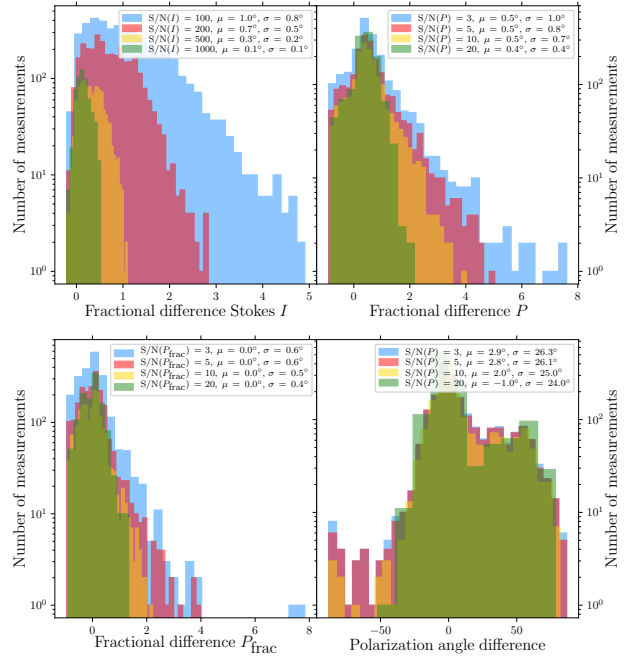 S/N(I) = 100, μ = 1.0°, σ = 0.8°
S/N(I) = 200, μ = 0.7°, σ = 0.5°
S/N(I) = 500, μ = 0.3°, σ = 0.2°
S/N(I) = 1000, μ = 0.1°, σ = 0.1°
10²
10¹
10⁰
Number of measurements
0 1 2 3 4 5
Fractional difference Stokes I
S/N(P) = 3, μ = 0.5°, σ = 1.0°
S/N(P) = 5, μ = 0.5°, σ = 0.8°
S/N(P) = 10, μ = 0.5°, σ = 0.7°
S/N(P) = 20, μ = 0.4°, σ = 0.4°
10²
10¹
10⁰
Number of measurements
0 2 4 6 8
Fractional difference P
S/N(P_frac) = 3, μ = 0.0°, σ = 0.6°
S/N(P_frac) = 5, μ = 0.0°, σ = 0.6°
S/N(P_frac) = 10, μ = 0.0°, σ = 0.5°
S/N(P_frac) = 20, μ = 0.0°, σ = 0.4°
10²
10¹
10⁰
Number of measurements
0 2 4 6 8
Fractional difference P_frac
S/N(P) = 3, μ = 2.9°, σ = 26.3°
S/N(P) = 5, μ = 2.8°, σ = 26.1°
S/N(P) = 10, μ = 2.0°, σ = 25.0°
S/N(P) = 20, μ = −1.0°, σ = 24.0°
10²
10¹
10⁰
Number of measurements
−50 0 50
Polarization angle difference